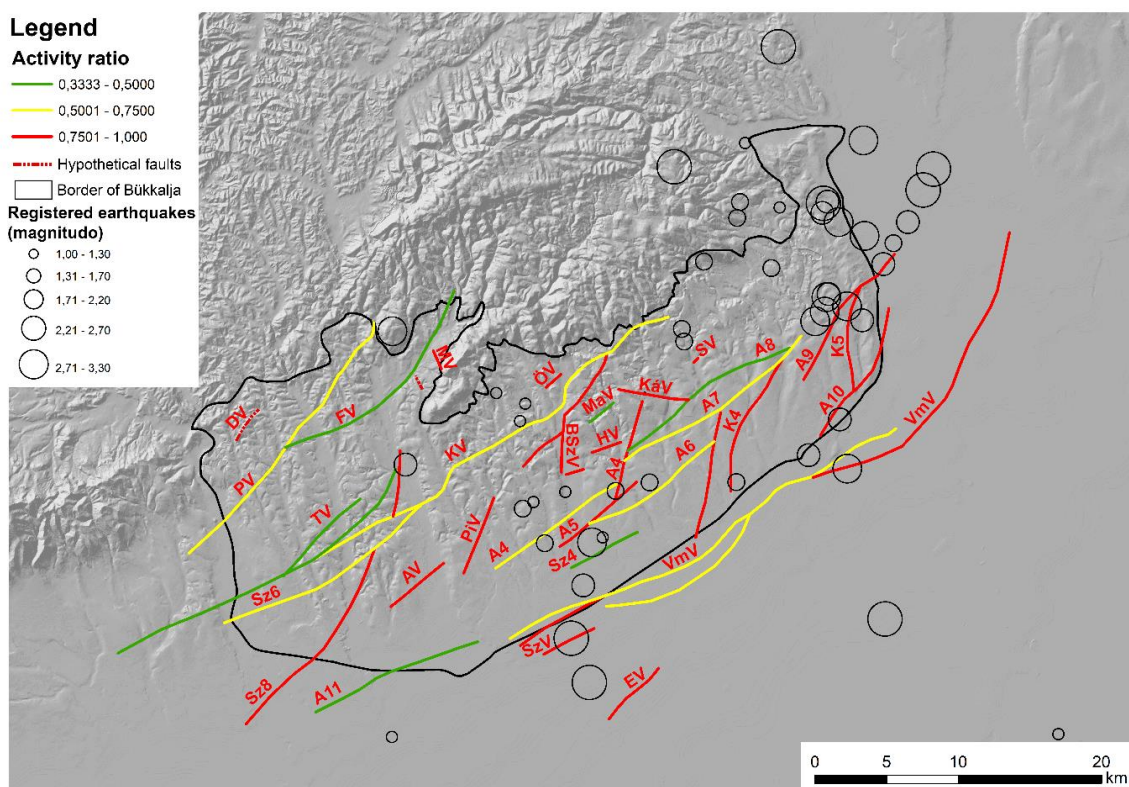 Legend
Activity ratio
0,3333 - 0,5000
0,5001 - 0,7500
0,7501 - 1,000
Hypothetical faults
Border of Bükkalja
Registered earthquakes
(magnitudo)
1,00 - 1,30
1,31 - 1,70
1,71 - 2,20
2,21 - 2,70
2,71 - 3,30
MV
SV
A8
A9
K5
ÖV
KáV
DV
FV
MaV
A7
K4
A10
VmV
KV
BSzV
HV
A6
PV
A4
TV
PiV
A5
A4
Sz4
AV
VmV
Sz6
SzV
EV
Sz8
A11
0 5 10 20
km